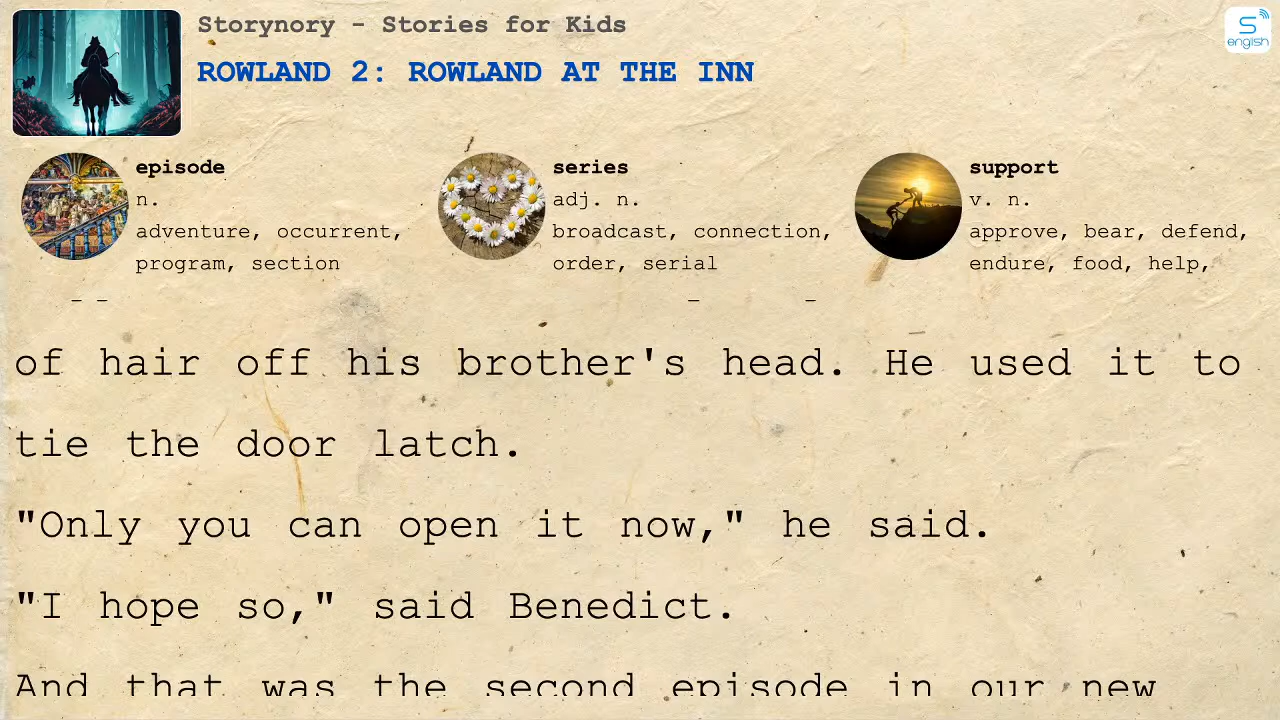 Storynory - Stories for Kids
ROWLAND 2: ROWLAND AT THE INN
S
english
episode
n.
adventure, occurrent,
program, section
series
adj. n.
broadcast, connection,
order, serial
support
v. n.
approve, bear, defend,
endure, food, help,
of hair off his brother's head. He used it to
tie the door latch.
"Only you can open it now," he said.
"I hope so," said Benedict.
And that was the second episode in our new